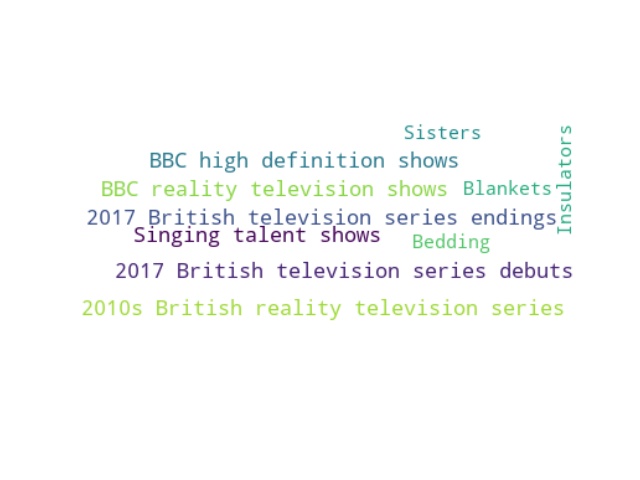 Sisters
BBC high definition shows
BBC reality television shows
Blankets
Insulators
2017 British television series endings
Singing talent shows
Bedding
2017 British television series debuts
2010s British reality television series